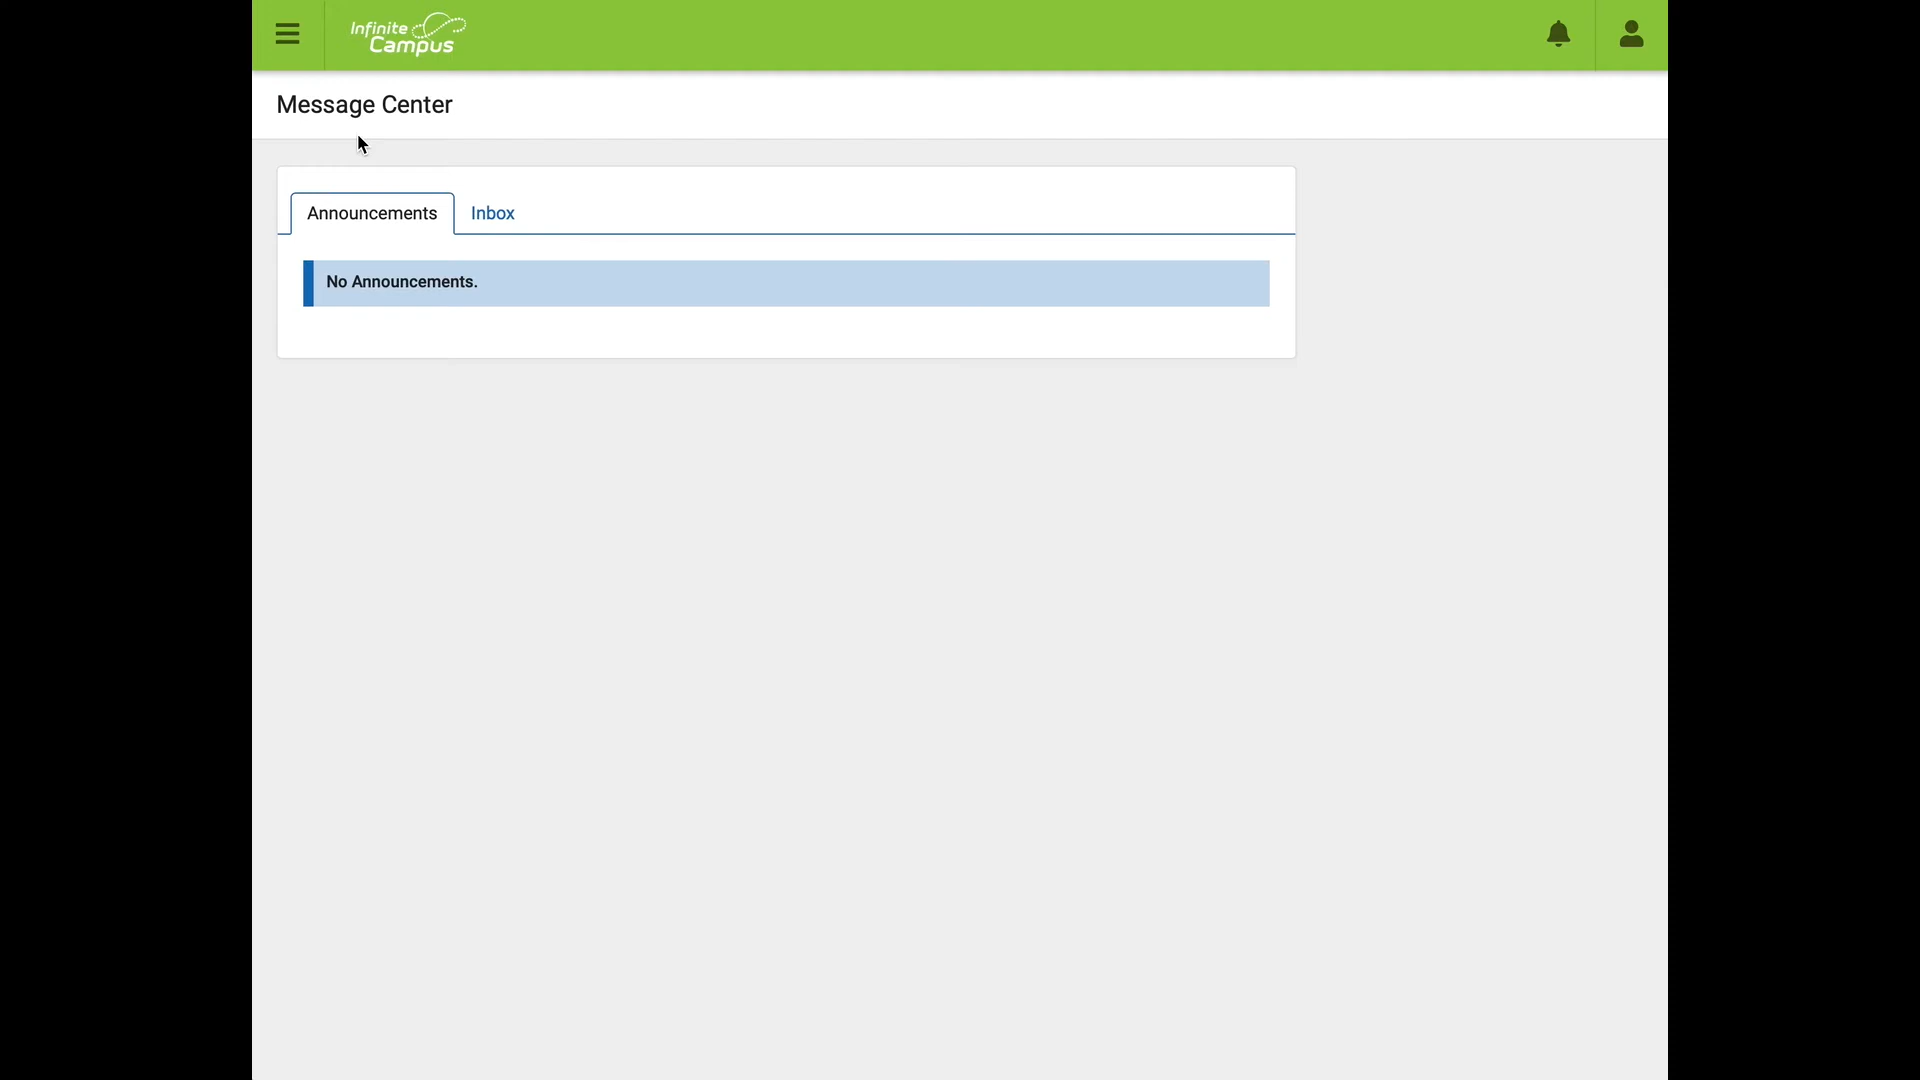 Infinite
Campus
Message Center
Announcements
Inbox
No Announcements.